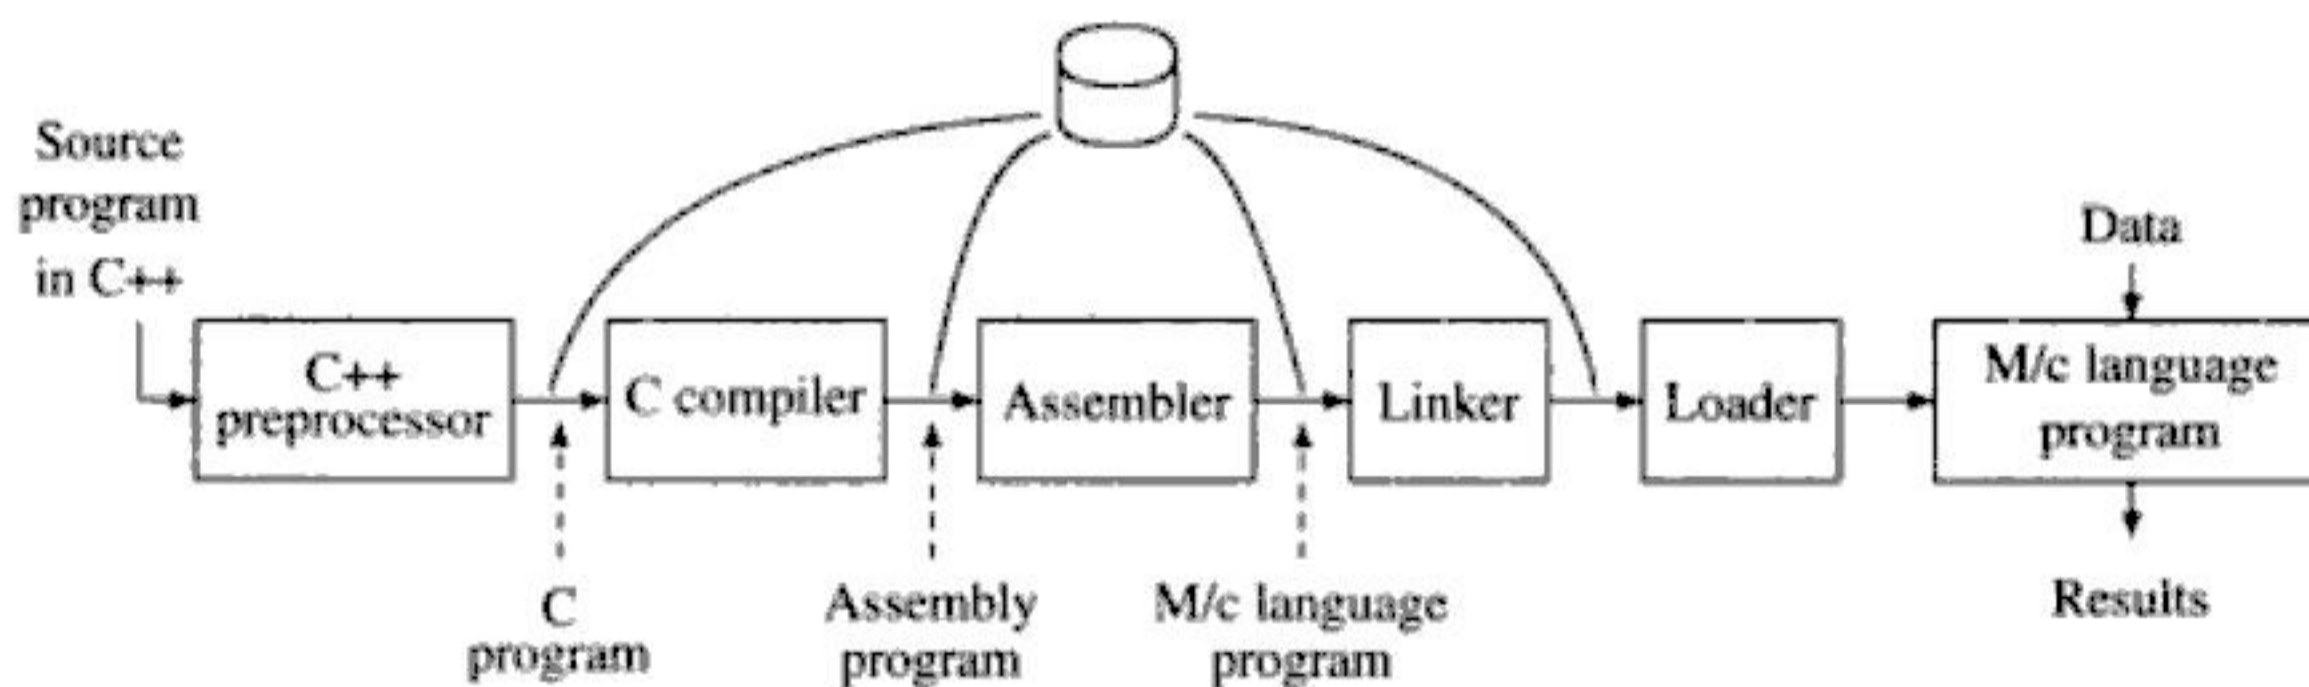 Source
program
in C++
C++
preprocessor
C compiler
Assembler
Linker
Loader
Data
M/c language
program
C
program
Assembly
program
M/c language
program
Results